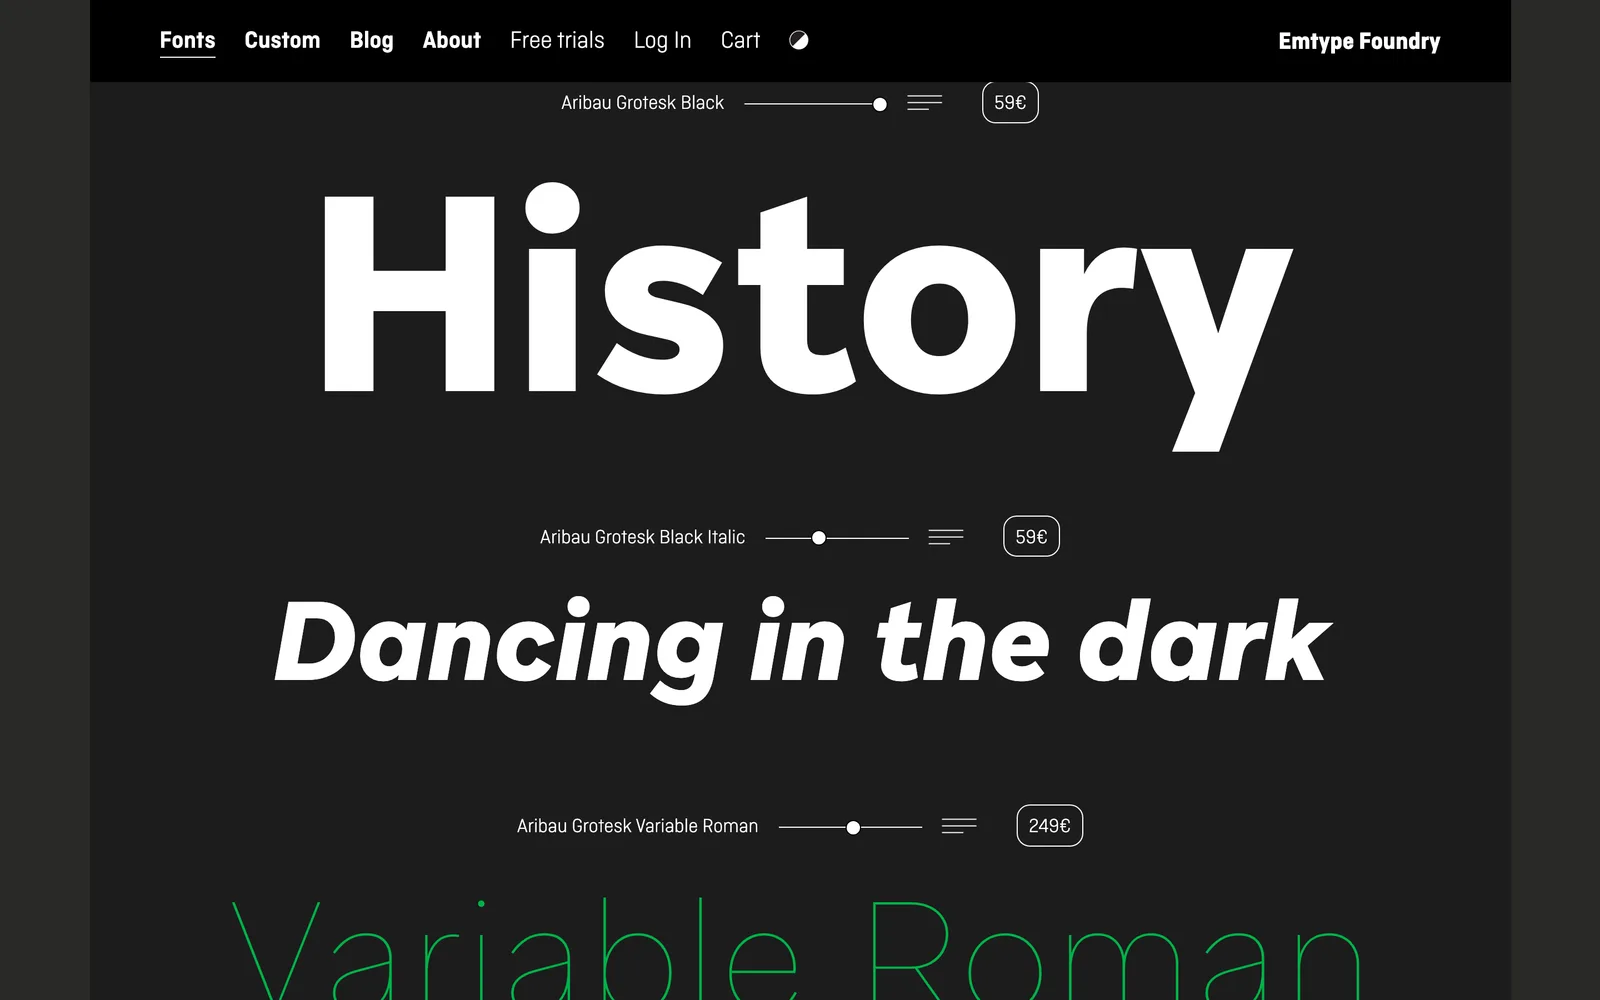 Fonts Custom Blog About Free trials Log In Cart Emtype Foundry
Aribau Grotesk Black 59€
History
Aribau Grotesk Black Italic 59€
Dancing in the dark
Aribau Grotesk Variable Roman 249€
Variable Roman